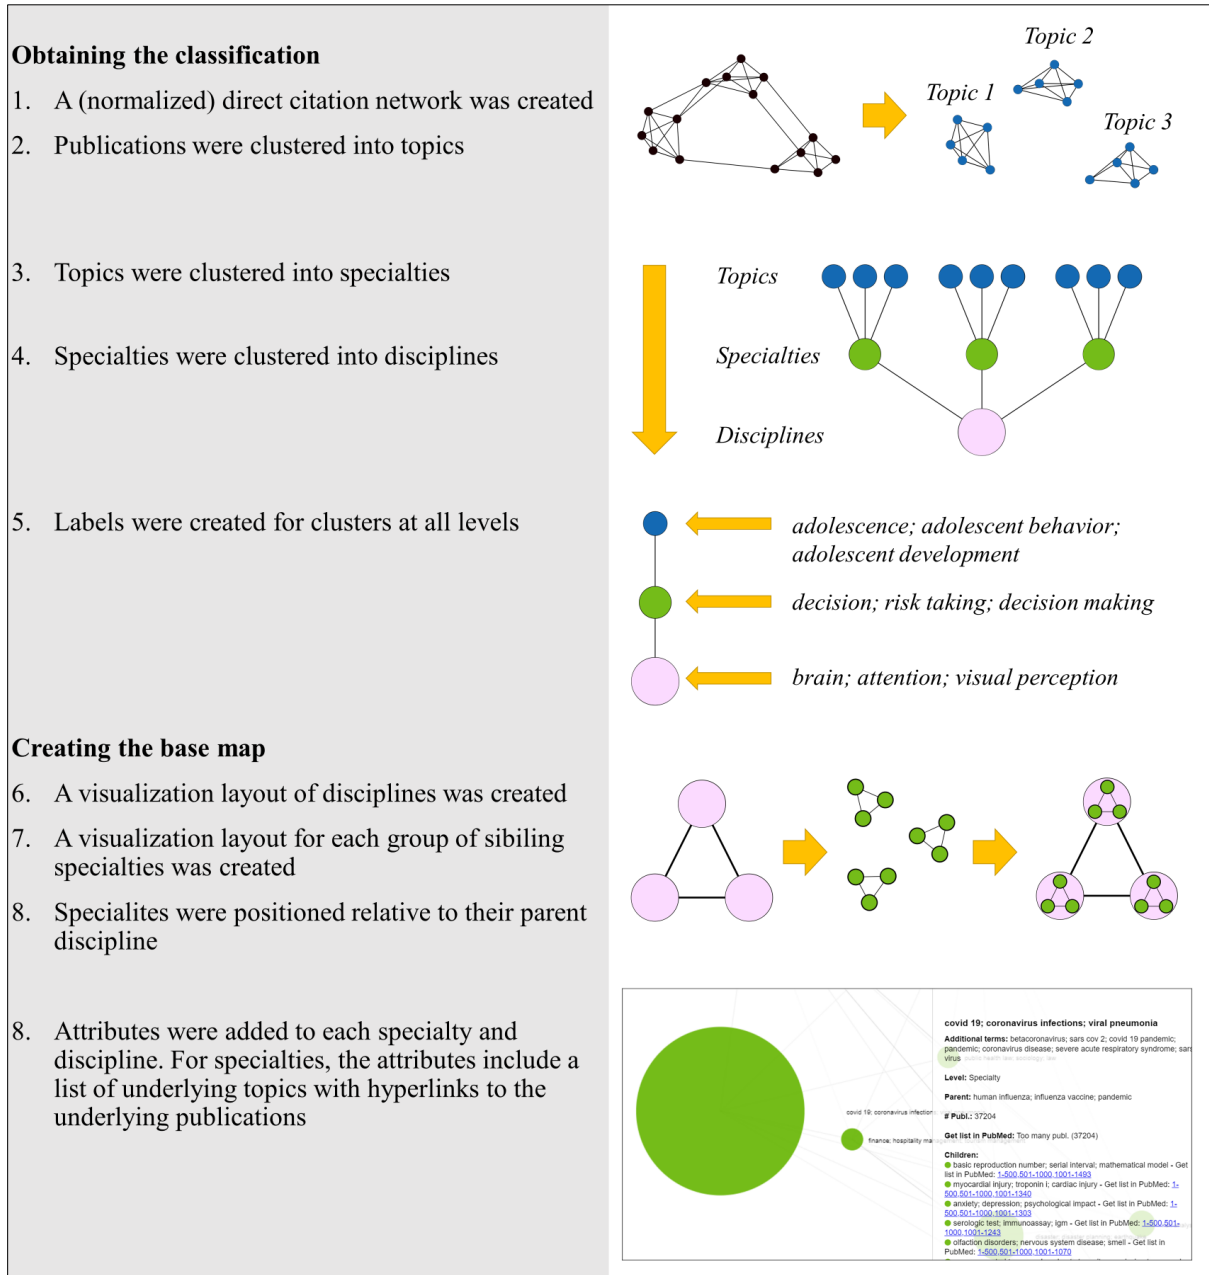 Obtaining the classification
1. A (normalized) direct citation network was created
2. Publications were clustered into topics
Topic 1
Topic 2
Topic 3
3. Topics were clustered into specialties
4. Specialties were clustered into disciplines
Topics
Specialties
Disciplines
5. Labels were created for clusters at all levels
adolescence; adolescent behavior;
adolescent development
decision; risk taking; decision making
brain; attention; visual perception
Creating the base map
6. A visualization layout of disciplines was created
7. A visualization layout for each group of sibiling
specialties was created
8. Specialites were positioned relative to their parent
discipline
8. Attributes were added to each specialty and
discipline. For specialties, the attributes include a
list of underlying topics with hyperlinks to the
underlying publications
covid 19; coronavirus infections;
finance; hospitality management;
covid 19; coronavirus infections; viral pneumonia
Additional terms: betacoronavirus; sars cov 2; covid 19 pandemic;
pandemic; coronavirus disease; severe acute respiratory syndrome; sars
virus
Level: Specialty
Parent: human influenza; influenza vaccine; pandemic
# Publ.: 37204
Get list in PubMed: Too many publ. (37204)
Children:
basic reproduction number; serial interval; mathematical model - Get
list in PubMed: 1-500,501-1000,1001-1493
myocardial injury; troponin i; cardiac injury - Get list in PubMed: 1-
500,501-1000,1001-1340
anxiety; depression; psychological impact - Get list in PubMed: 1-
500,501-1000,1001-1303
serologic test; immunoassay; igm - Get list in PubMed: 1-500,501-
1000,1001-1243
olfaction disorders; nervous system disease; smell - Get list in
PubMed: 1-500,501-1000,1001-1070